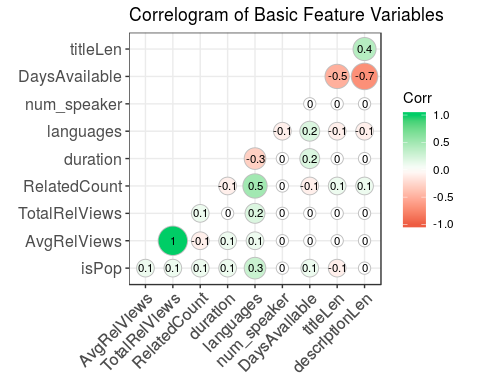 Correlogram of Basic Feature Variables
titleLen 0.4
DaysAvailable -0.5 -0.7
num_speaker 0 0 0
languages -0.1 0.2 -0.1 -0.1
duration -0.3 0 0.2 0 0
RelatedCount -0.1 0.5 0 -0.1 0.1 0.1
TotalRelViews 0.1 0 0.2 0 0 0 0
AvgRelViews 1 -0.1 0.1 0.1 0 0 0 0
isPop 0.1 0.1 0.1 0.1 0.3 0 0.1 -0.1 0
AvgRelViews
TotalRelViews
RelatedCount
duration
languages
num_speaker
DaysAvailable
titleLen
descriptionLen
Corr
1.0
0.5
0.0
-0.5
-1.0